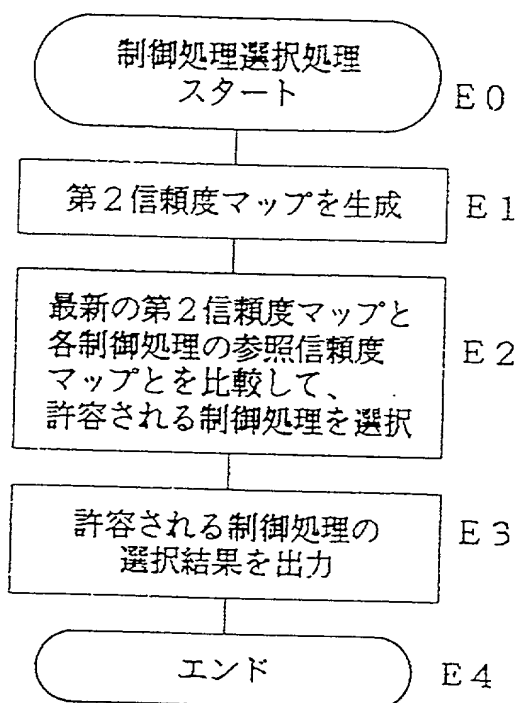 制御処理選択処理
スタート
E0
第2信頼度マップを生成
E1
最新の第2信頼度マップと
各制御処理の参照信頼度
マップとを比較して、
許容される制御処理を選択
E2
許容される制御処理の
選択結果を出力
E3
エンド
E4